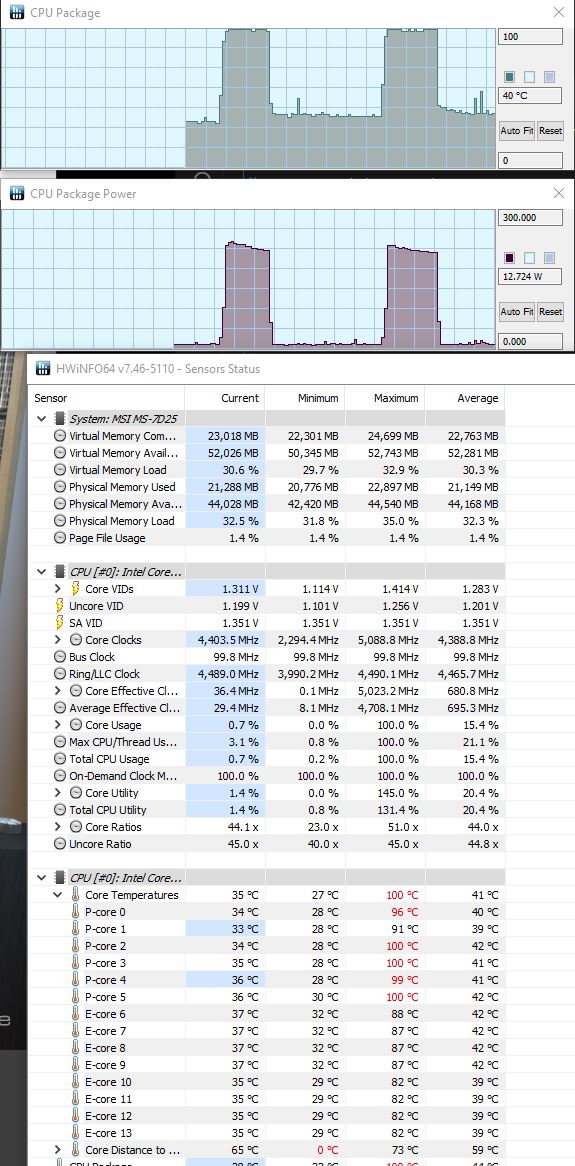 CPU Package
100
40 °C
Auto Fit Reset
0
CPU Package Power
300.000
12.724 W
Auto Fit Reset
0.000
HWiNFO64 v7.46-5110 - Sensors Status
Sensor Current Minimum Maximum Average
System: MSI MS-7D25
Virtual Memory Com... 23,018 MB 22,301 MB 24,699 MB 22,763 MB
Virtual Memory Avail... 52,026 MB 50,345 MB 52,743 MB 52,281 MB
Virtual Memory Load 30.6 % 29.7 % 32.9 % 30.3 %
Physical Memory Used 21,288 MB 20,776 MB 22,897 MB 21,149 MB
Physical Memory Ava... 44,028 MB 42,420 MB 44,540 MB 44,168 MB
Physical Memory Load 32.5 % 31.8 % 35.0 % 32.3 %
Page File Usage 1.4 % 1.4 % 1.4 % 1.4 %
CPU [#0]: Intel Core...
Core VIDs 1.311 V 1.114 V 1.414 V 1.283 V
Uncore VID 1.199 V 1.101 V 1.256 V 1.201 V
SA VID 1.351 V 1.351 V 1.351 V 1.351 V
Core Clocks 4,403.5 MHz 2,294.4 MHz 5,088.8 MHz 4,388.8 MHz
Bus Clock 99.8 MHz 99.8 MHz 99.8 MHz 99.8 MHz
Ring/LLC Clock 4,489.0 MHz 3,990.2 MHz 4,490.1 MHz 4,465.7 MHz
Core Effective Cl... 36.4 MHz 0.1 MHz 5,023.2 MHz 680.8 MHz
Average Effective Cl... 29.4 MHz 8.1 MHz 4,708.1 MHz 695.3 MHz
Core Usage 0.7 % 0.0 % 100.0 % 15.4 %
Max CPU/Thread Us... 3.1 % 0.8 % 100.0 % 21.1 %
Total CPU Usage 0.7 % 0.2 % 100.0 % 15.4 %
On-Demand Clock M... 100.0 % 100.0 % 100.0 % 100.0 %
Core Utility 1.4 % 0.0 % 145.0 % 20.4 %
Total CPU Utility 1.4 % 0.8 % 131.4 % 20.4 %
Core Ratios 44.1 x 23.0 x 51.0 x 44.0 x
Uncore Ratio 45.0 x 40.0 x 45.0 x 44.8 x
CPU [#0]: Intel Core...
Core Temperatures 35 °C 27 °C 100 °C 41 °C
P-core 0 34 °C 28 °C 96 °C 40 °C
P-core 1 33 °C 28 °C 91 °C 39 °C
P-core 2 34 °C 28 °C 100 °C 42 °C
P-core 3 35 °C 28 °C 100 °C 41 °C
P-core 4 36 °C 28 °C 99 °C 41 °C
P-core 5 36 °C 30 °C 100 °C 42 °C
E-core 6 37 °C 32 °C 88 °C 42 °C
E-core 7 37 °C 32 °C 87 °C 42 °C
E-core 8 37 °C 32 °C 87 °C 42 °C
E-core 9 37 °C 32 °C 87 °C 42 °C
E-core 10 35 °C 29 °C 82 °C 39 °C
E-core 11 35 °C 29 °C 82 °C 39 °C
E-core 12 35 °C 29 °C 82 °C 39 °C
E-core 13 35 °C 29 °C 82 °C 39 °C
Core Distance to ... 65 °C 0 °C 73 °C 59 °C
CPU Package